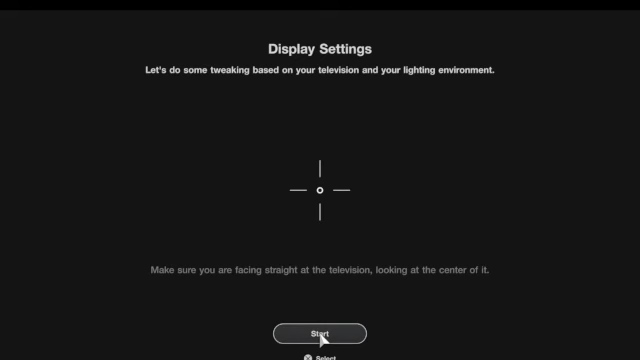 Display Settings
Let's do some tweaking based on your television and your lighting environment.
Make sure you are facing straight at the television, looking at the center of it.
Start
Select